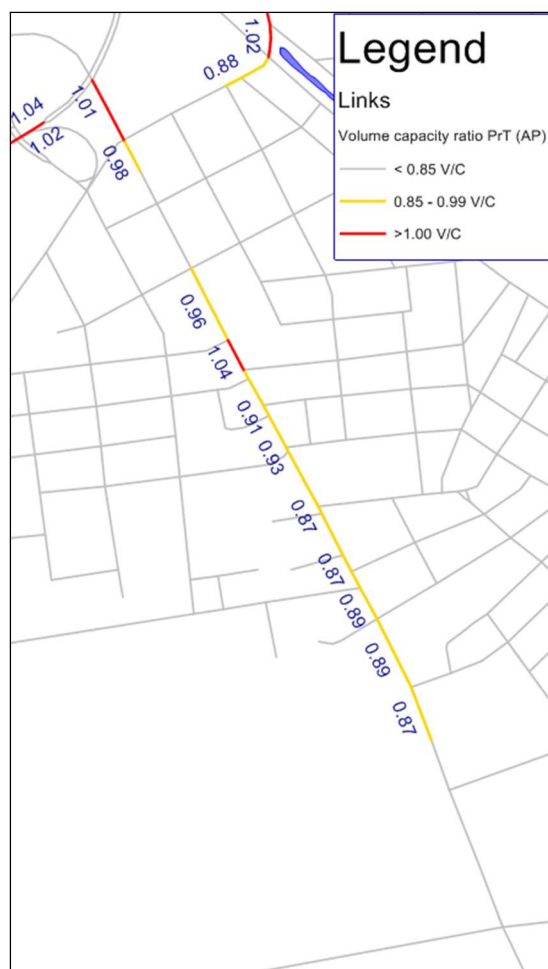 1.02
0.88
1.04
1.02
1.01
0.98
0.96
1.04
0.91
0.93
0.87
0.87
0.89
0.89
0.87
Legend
Links
Volume capacity ratio PrT (AP)
< 0.85 V/C
0.85 - 0.99 V/C
>1.00 V/C